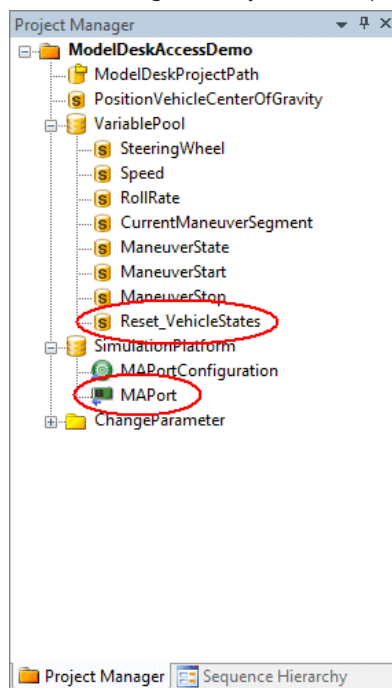 Project Manager
ModelDeskAccessDemo
ModelDeskProjectPath
PositionVehicleCenterOfGravity
VariablePool
SteeringWheel
Speed
RollRate
CurrentManeuverSegment
ManeuverState
ManeuverStart
ManeuverStop
Reset_VehicleStates
SimulationPlatform
MAPortConfiguration
MAPort
ChangeParameter
Project Manager Sequence Hierarchy